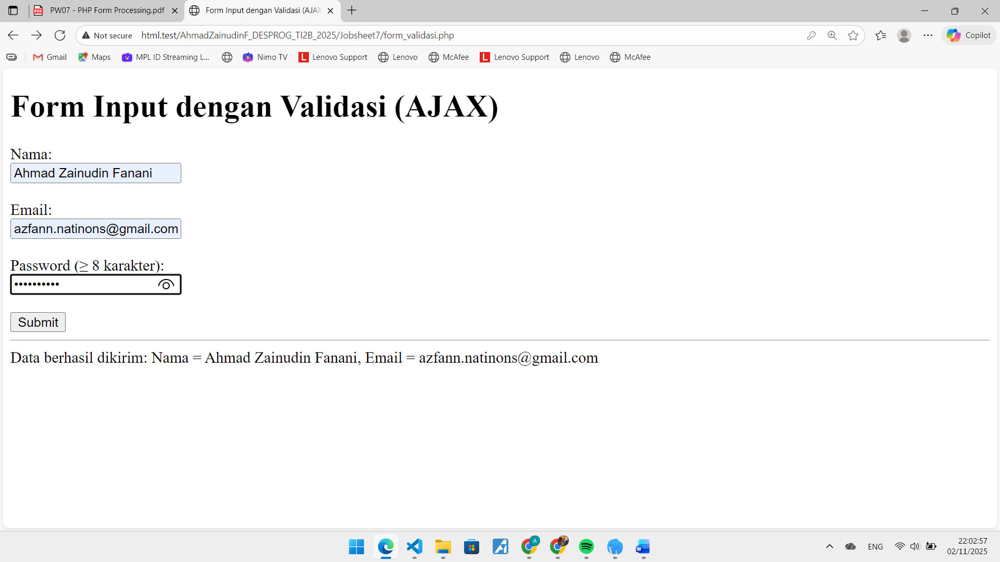 PW07 - PHP Form Processing.pdf
Form Input dengan Validasi (AJAX
Not secure
html.test/AhmadZainudinF_DESPROG_TI2B_2025/Jobsheet7/form_validasi.php
Copilot
Gmail
Maps
MPL ID Streaming L...
Nimo TV
Lenovo Support
Lenovo
McAfee
Lenovo Support
Lenovo
McAfee
Form Input dengan Validasi (AJAX)
Nama:
Ahmad Zainudin Fanani
Email:
azfann.natinons@gmail.com
Password (≥ 8 karakter):
••••••••••
Submit
Data berhasil dikirim: Nama = Ahmad Zainudin Fanani, Email = azfann.natinons@gmail.com
ENG
22:02:57
02/11/2025